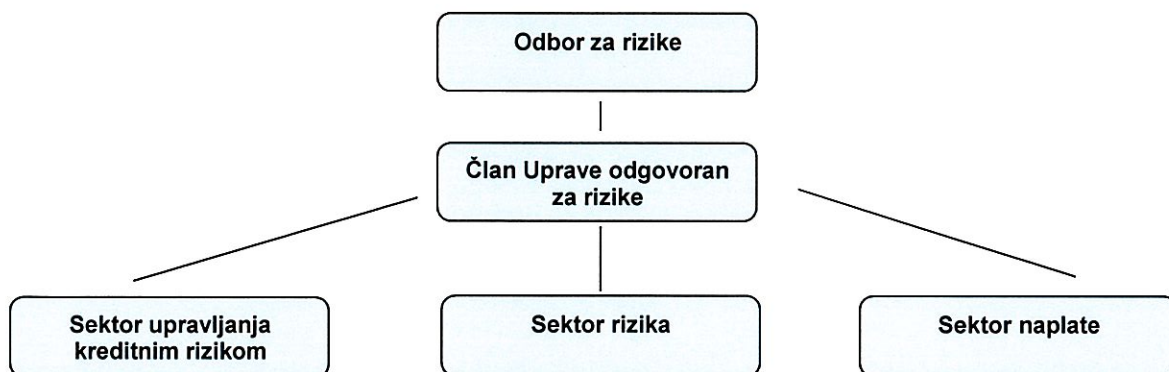 Odbor za rizike
Član Uprave odgovoran
za rizike
Sektor upravljanja
kreditnim rizikom
Sektor rizika
Sektor naplate